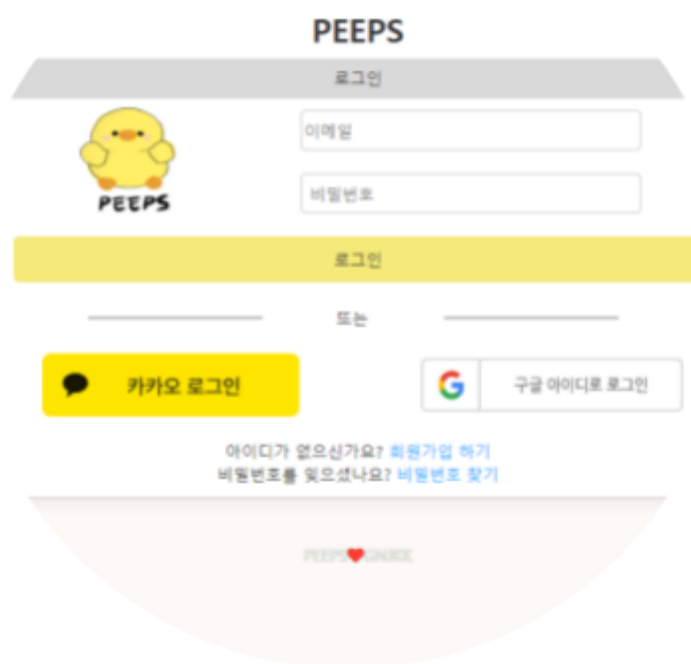 PEEPS
로그인
이메일
PEEPS
비밀번호
로그인
또는
카카오 로그인
G 구글 아이디로 로그인
아이디가 없으신가요? 회원가입 하기
비밀번호를 잊으셨나요? 비밀번호 찾기
PEEPS